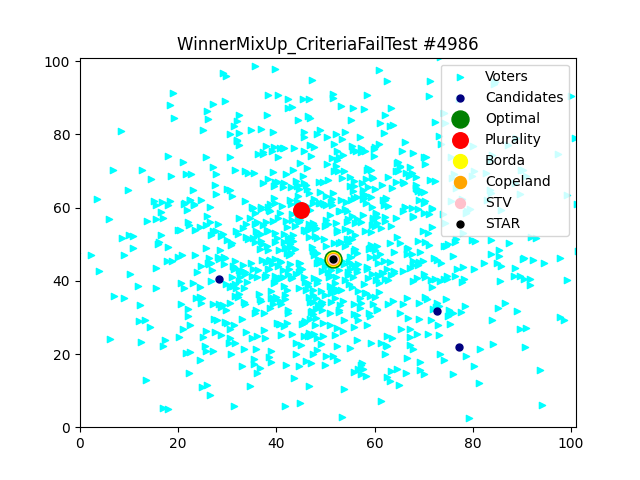 WinnerMixUp_CriteriaFailTest #4986
100
80
60
40
20
0
0 20 40 60 80 100
Voters
Candidates
Optimal
Plurality
Borda
Copeland
STV
STAR